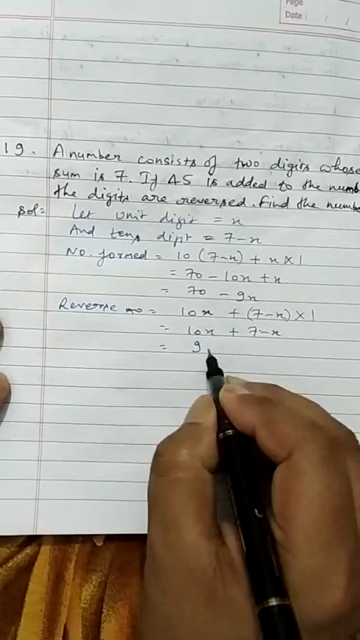 Page
Date :
19. A number consists of two digits whose
sum is 7. If 45 is added to the numb
the digits are reversed. Find the numbe
Sol= Let unit digit = x
And tens digit = 7-x
No. formed = 10 (7-x) + x × 1
= 70 - 10x + x
= 70 - 9x
Reverse no = 10x + (7-x) × 1
= 10x + 7-x
= 9